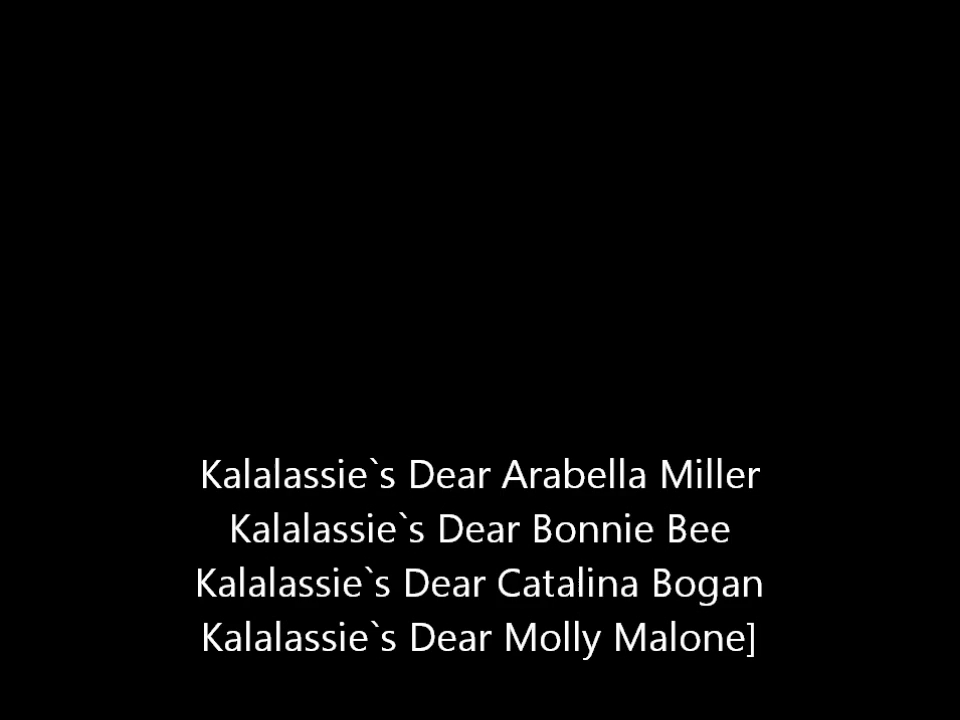 Kalalassie`s Dear Arabella Miller
Kalalassie`s Dear Bonnie Bee
Kalalassie`s Dear Catalina Bogan
Kalalassie`s Dear Molly Malone]